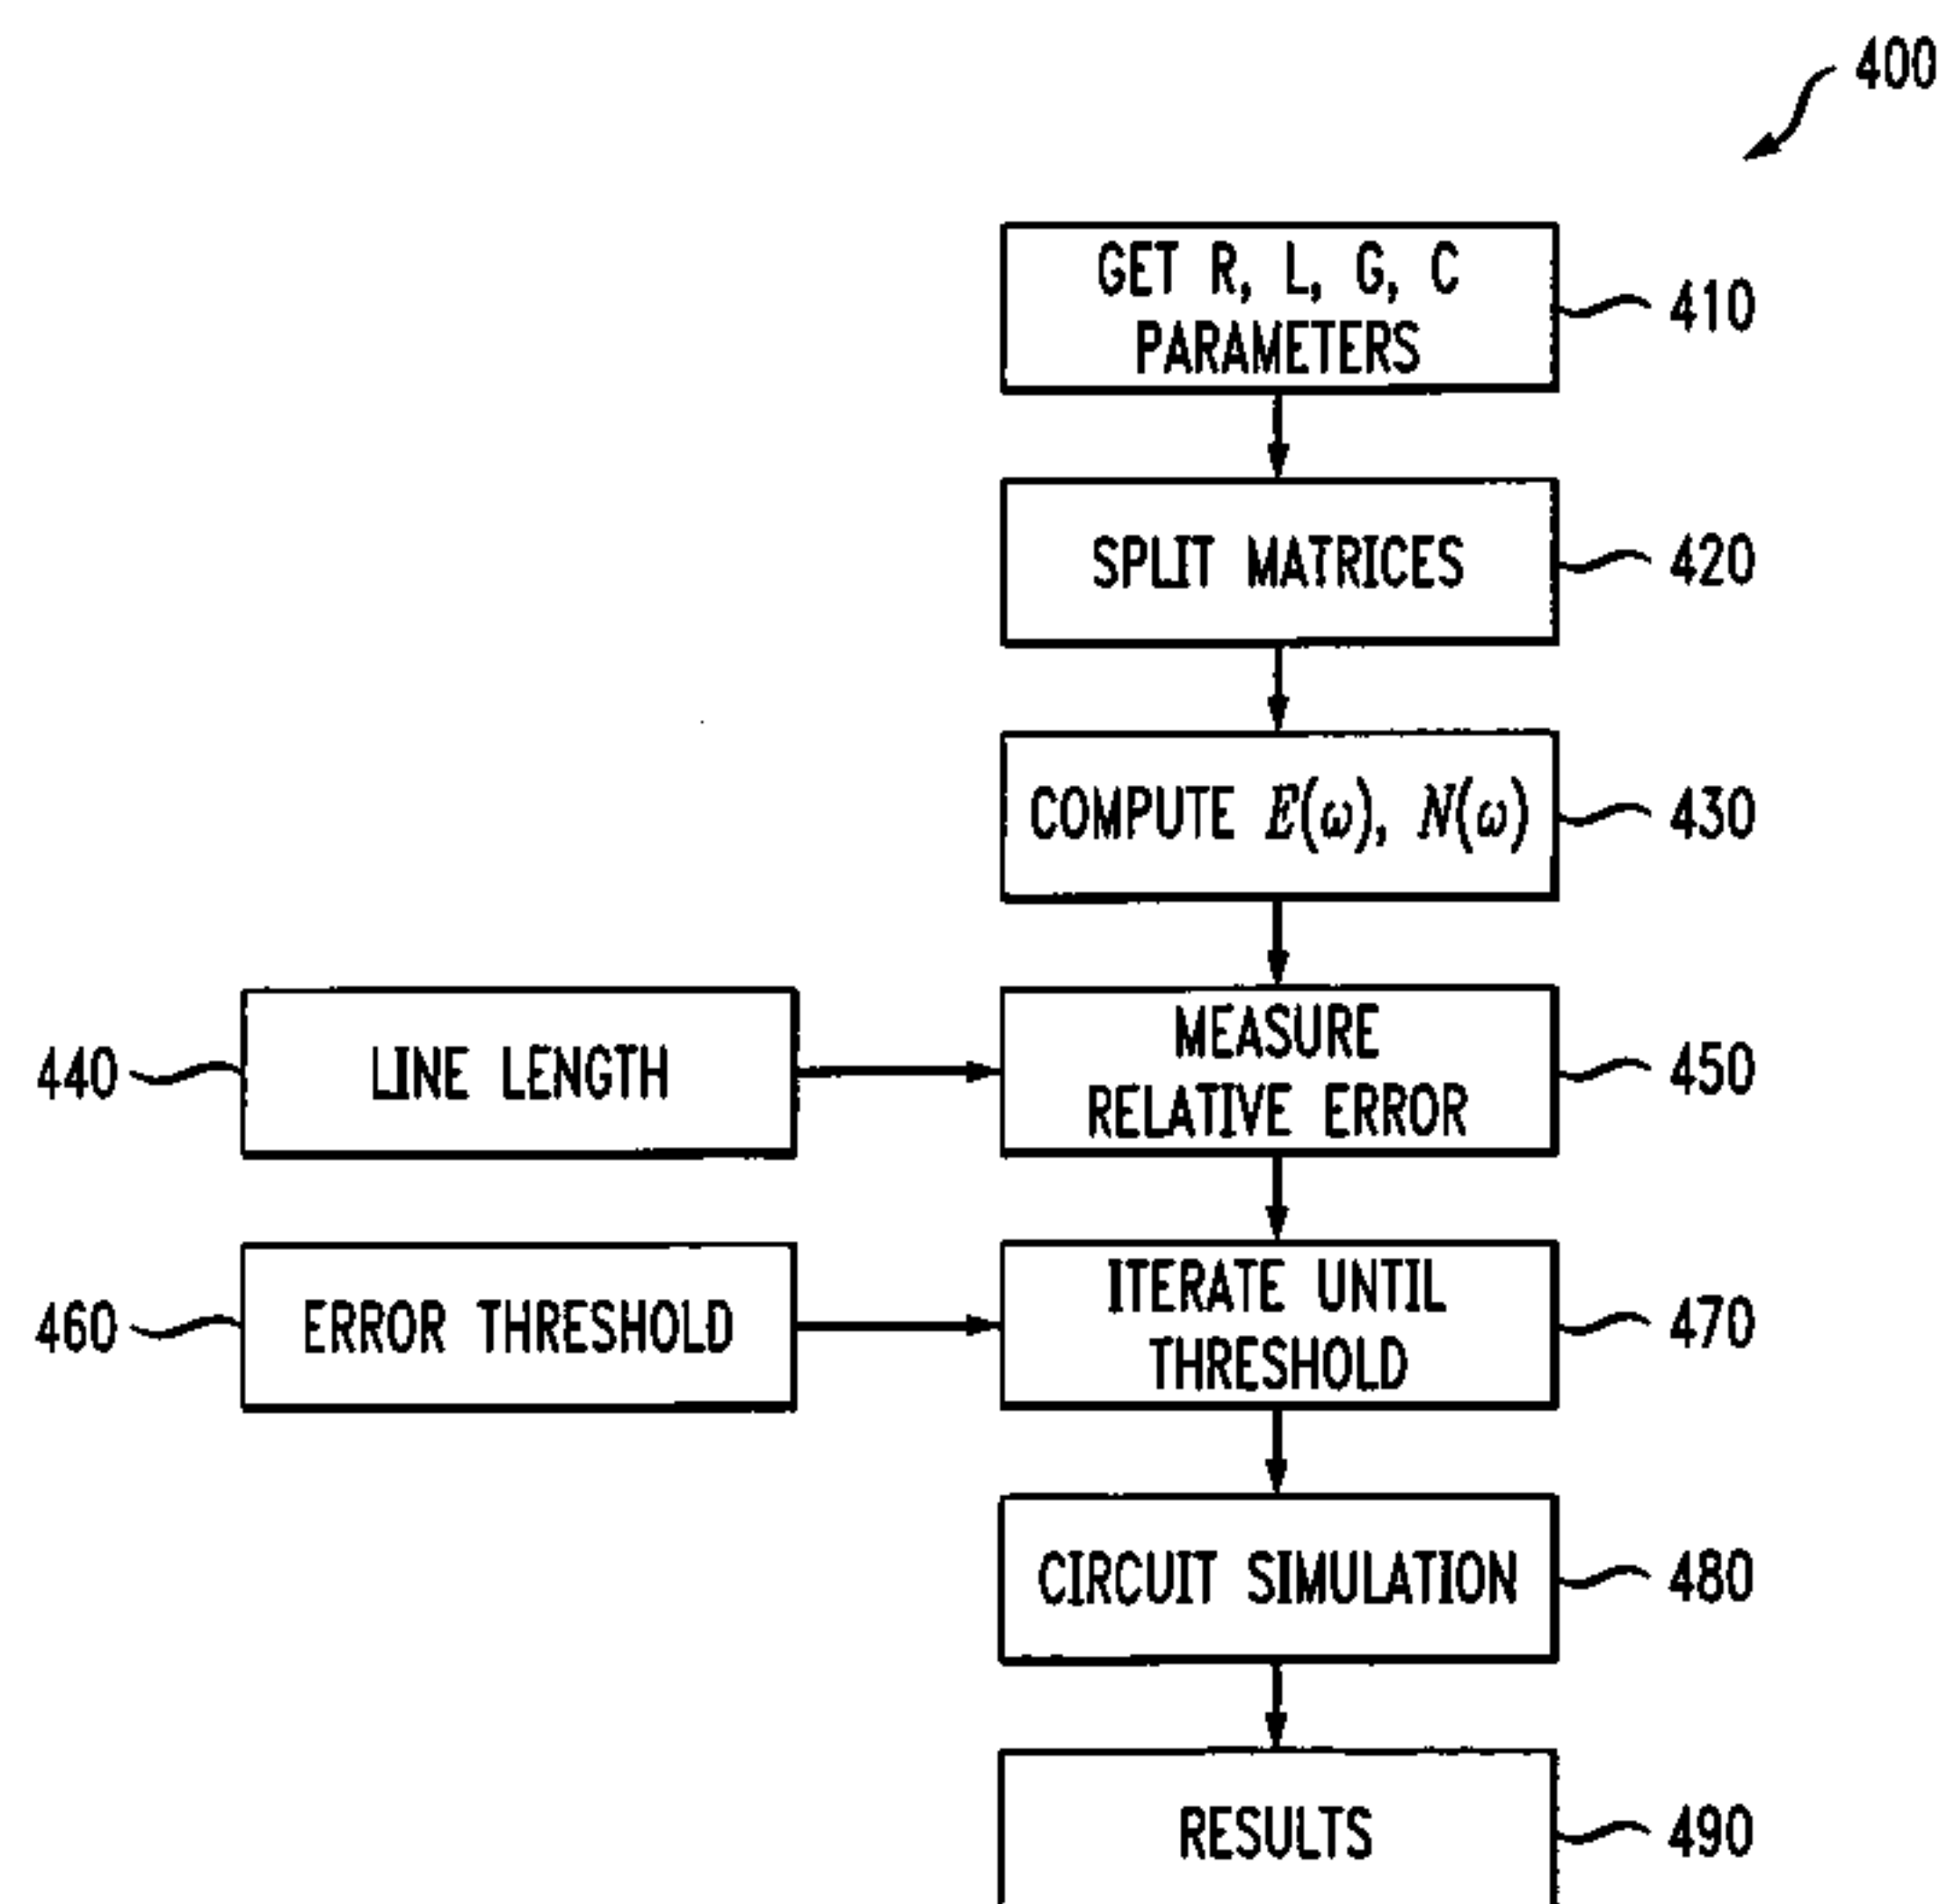 400
GET R, L, G, C
PARAMETERS
410
SPLIT MATRICES
420
COMPUTE E(ω), N(ω)
430
440
LINE LENGTH
MEASURE
RELATIVE ERROR
450
460
ERROR THRESHOLD
ITERATE UNTIL
THRESHOLD
470
CIRCUIT SIMULATION
480
RESULTS
490